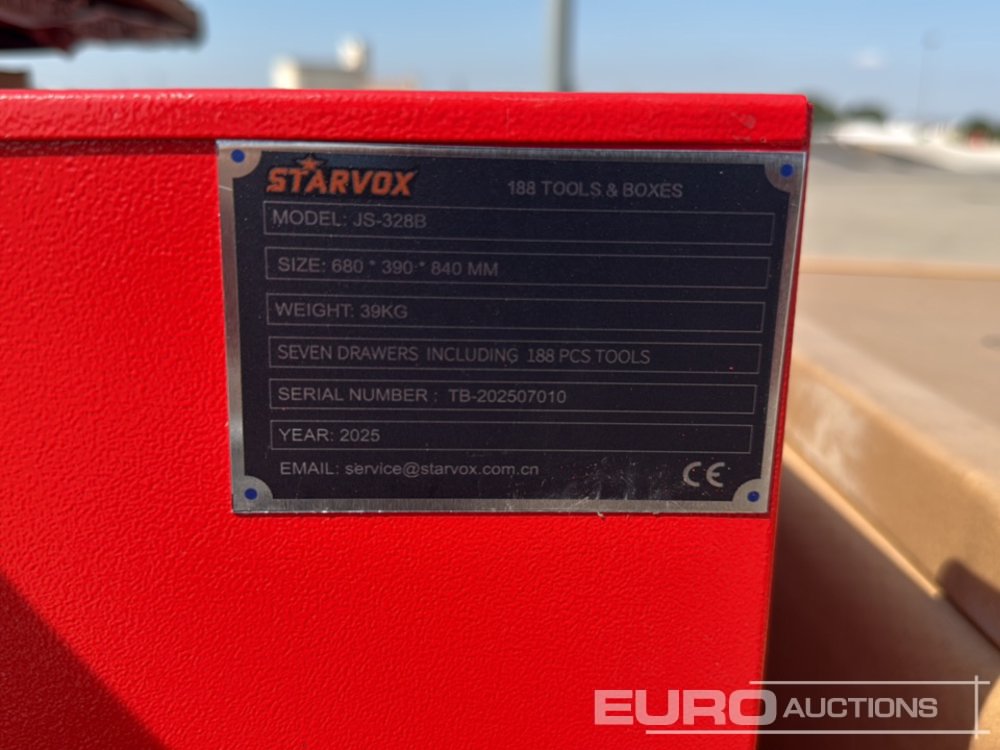 STARVOX 188 TOOLS & BOXES
MODEL: JS-328B
SIZE: 680 * 390 * 840 MM
WEIGHT: 39KG
SEVEN DRAWERS INCLUDING 188 PCS TOOLS
SERIAL NUMBER : TB-202507010
YEAR: 2025
EMAIL: service@starvox.com.cn CE
EURO AUCTIONS